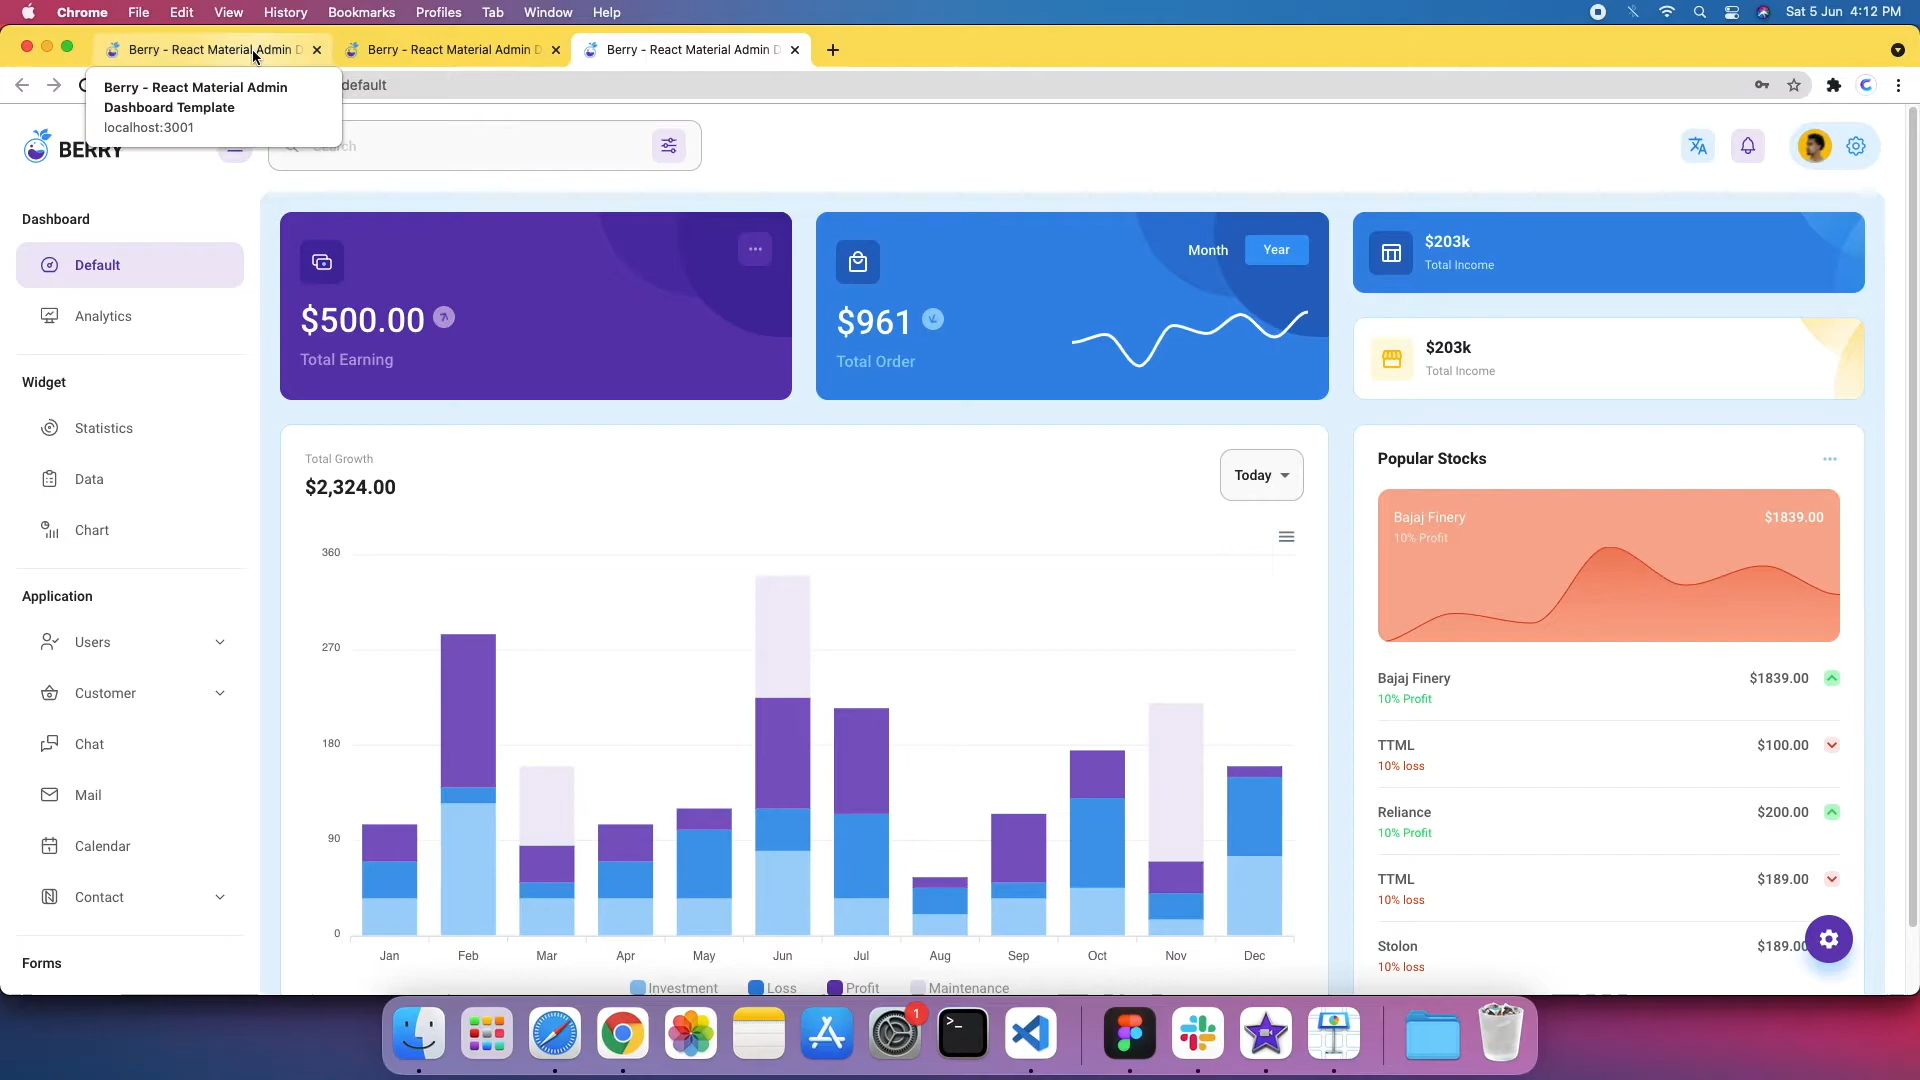 Chrome File Edit View History Bookmarks Profiles Tab Window Help Sat 5 Jun 4:12 PM
Berry - React Material Admin D
Berry - React Material Admin D
Berry - React Material Admin D
default
Berry - React Material Admin
Dashboard Template
localhost:3001
BERRY
Search
Dashboard
Default
Analytics
Widget
Statistics
Data
Chart
Application
Users
Customer
Chat
Mail
Calendar
Contact
Forms
$500.00
Total Earning
Month Year
$961
Total Order
$203k
Total Income
$203k
Total Income
Total Growth
$2,324.00
Today
360
270
180
90
0
Jan Feb Mar Apr May Jun Jul Aug Sep Oct Nov Dec
Investment Loss Profit Maintenance
Popular Stocks
Bajaj Finery $1839.00
10% Profit
Bajaj Finery $1839.00
10% Profit
TTML $100.00
10% loss
Reliance $200.00
10% Profit
TTML $189.00
10% loss
Stolon $189.00
10% loss
1